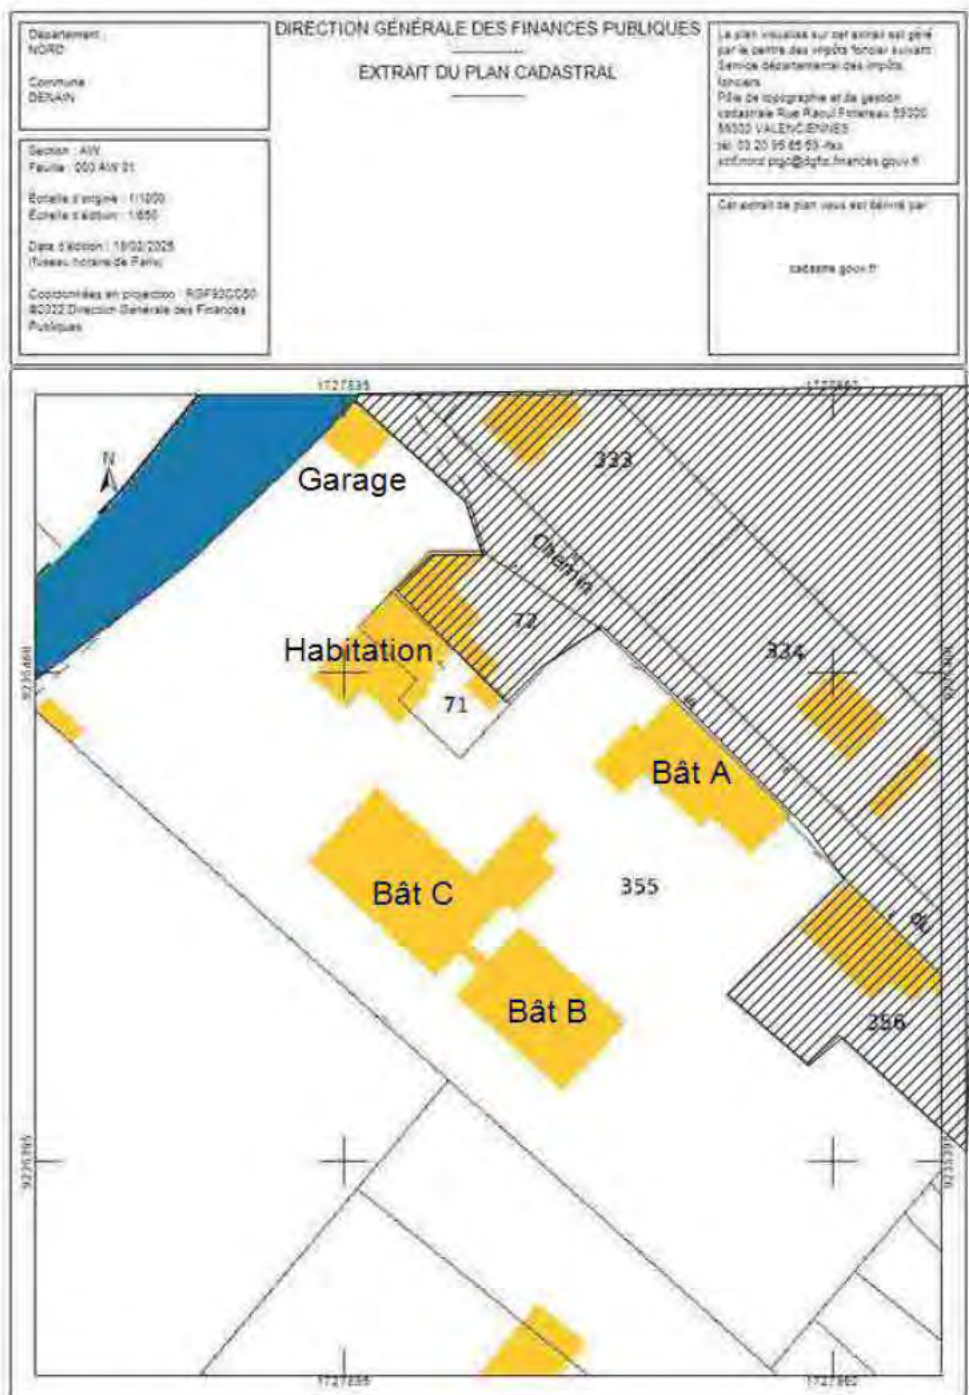 Département :
NORD
Commune :
DENAIN
Section : AW
Feuille : 000 AW 01
Échelle d'origine : 1/1000
Échelle d'édition : 1/650
Date d'édition : 18/02/2025
(fuseau horaire de Paris)
Coordonnées en projection : RGF93CC50
©2022 Direction Générale des Finances
Publiques
DIRECTION GÉNÉRALE DES FINANCES PUBLIQUES
EXTRAIT DU PLAN CADASTRAL
Le plan visualisé sur cet extrait est géré
par le centre des impôts foncier suivant :
Service départemental des impôts
fonciers
Pôle de topographie et de gestion
cadastrale Rue Raoul
59322 VALENCIENNES
tél. 03 20 95 65 53 -fax
sdif.nord.ptgc@dgfip.finances.gouv.fr
Cet extrait de plan vous est délivré par :
cadastre.gouv.fr
N
Garage
333
Chemin
72
Habitation
334
71
Bât A
355
Bât C
du
Bât B
356